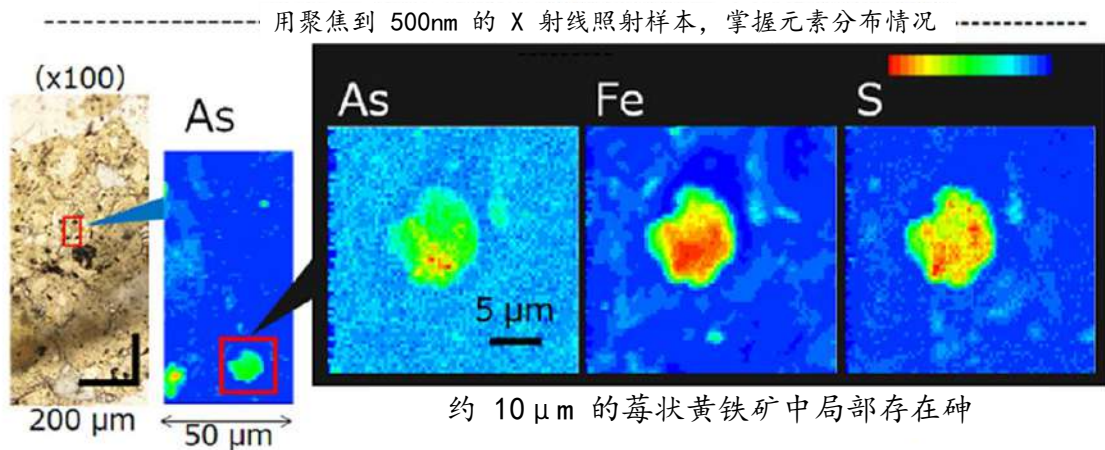 用聚焦到 500nm 的 X 射线照射样本，掌握元素分布情况
(x100)
As
As
Fe
S
5 μm
200 μm
50 μm
约 10μm 的莓状黄铁矿中局部存在砷